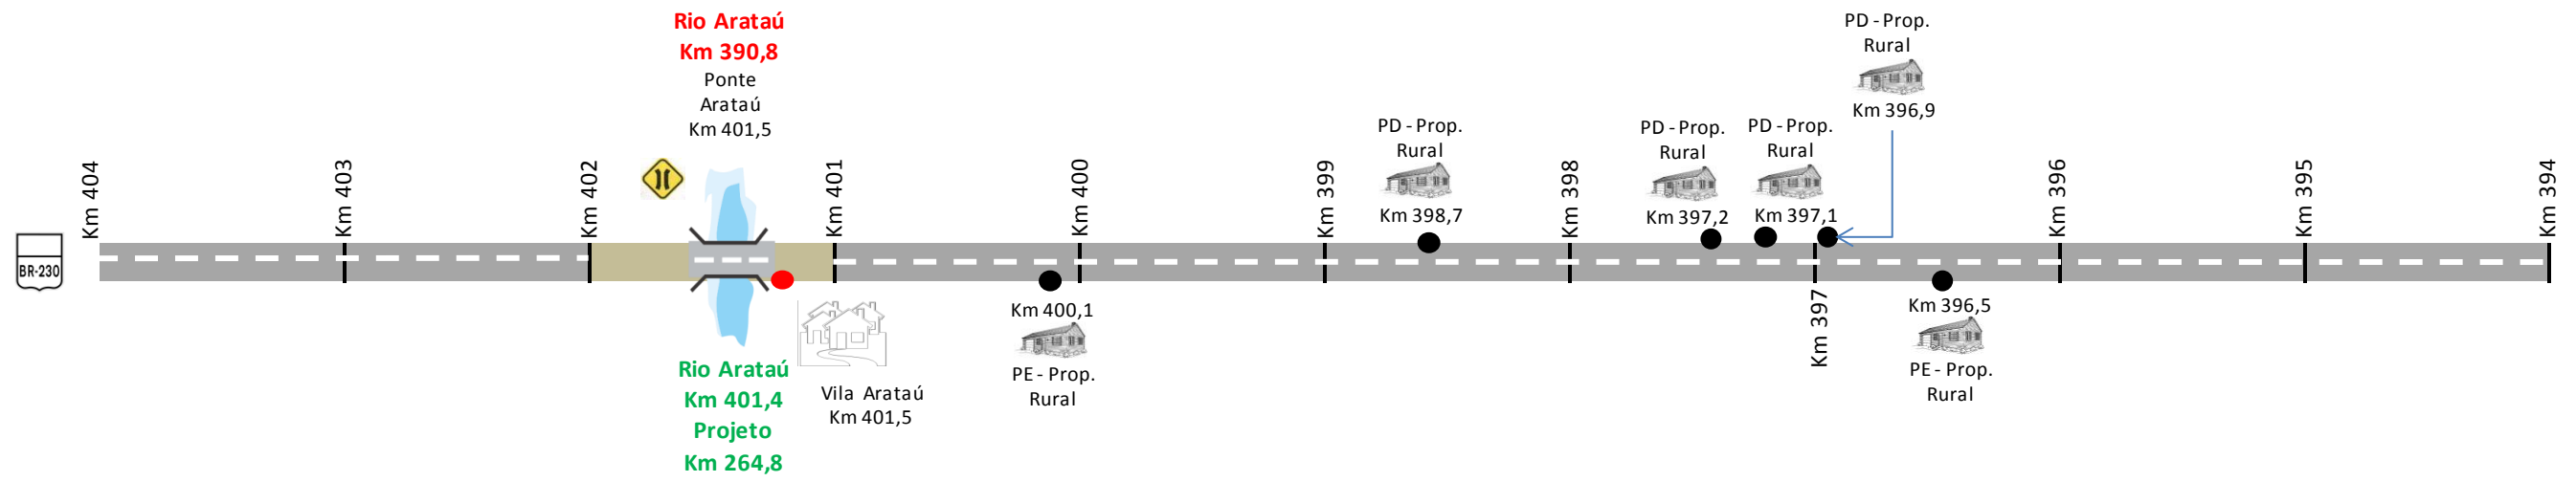 Rio Arataú
Km 390,8
Ponte
Arataú
Km 401,5
PD - Prop.
Rural
Km 396,9
PD - Prop.
Rural
Km 398,7
PD - Prop.
Rural
Km 397,2
PD - Prop.
Rural
Km 397,1
Km 404
Km 403
Km 402
Km 401
Km 400
Km 399
Km 398
Km 397
Km 396
Km 395
Km 394
BR-230
Rio Arataú
Km 401,4
Projeto
Km 264,8
Vila Arataú
Km 401,5
Km 400,1
PE - Prop.
Rural
Km 396,5
PE - Prop.
Rural